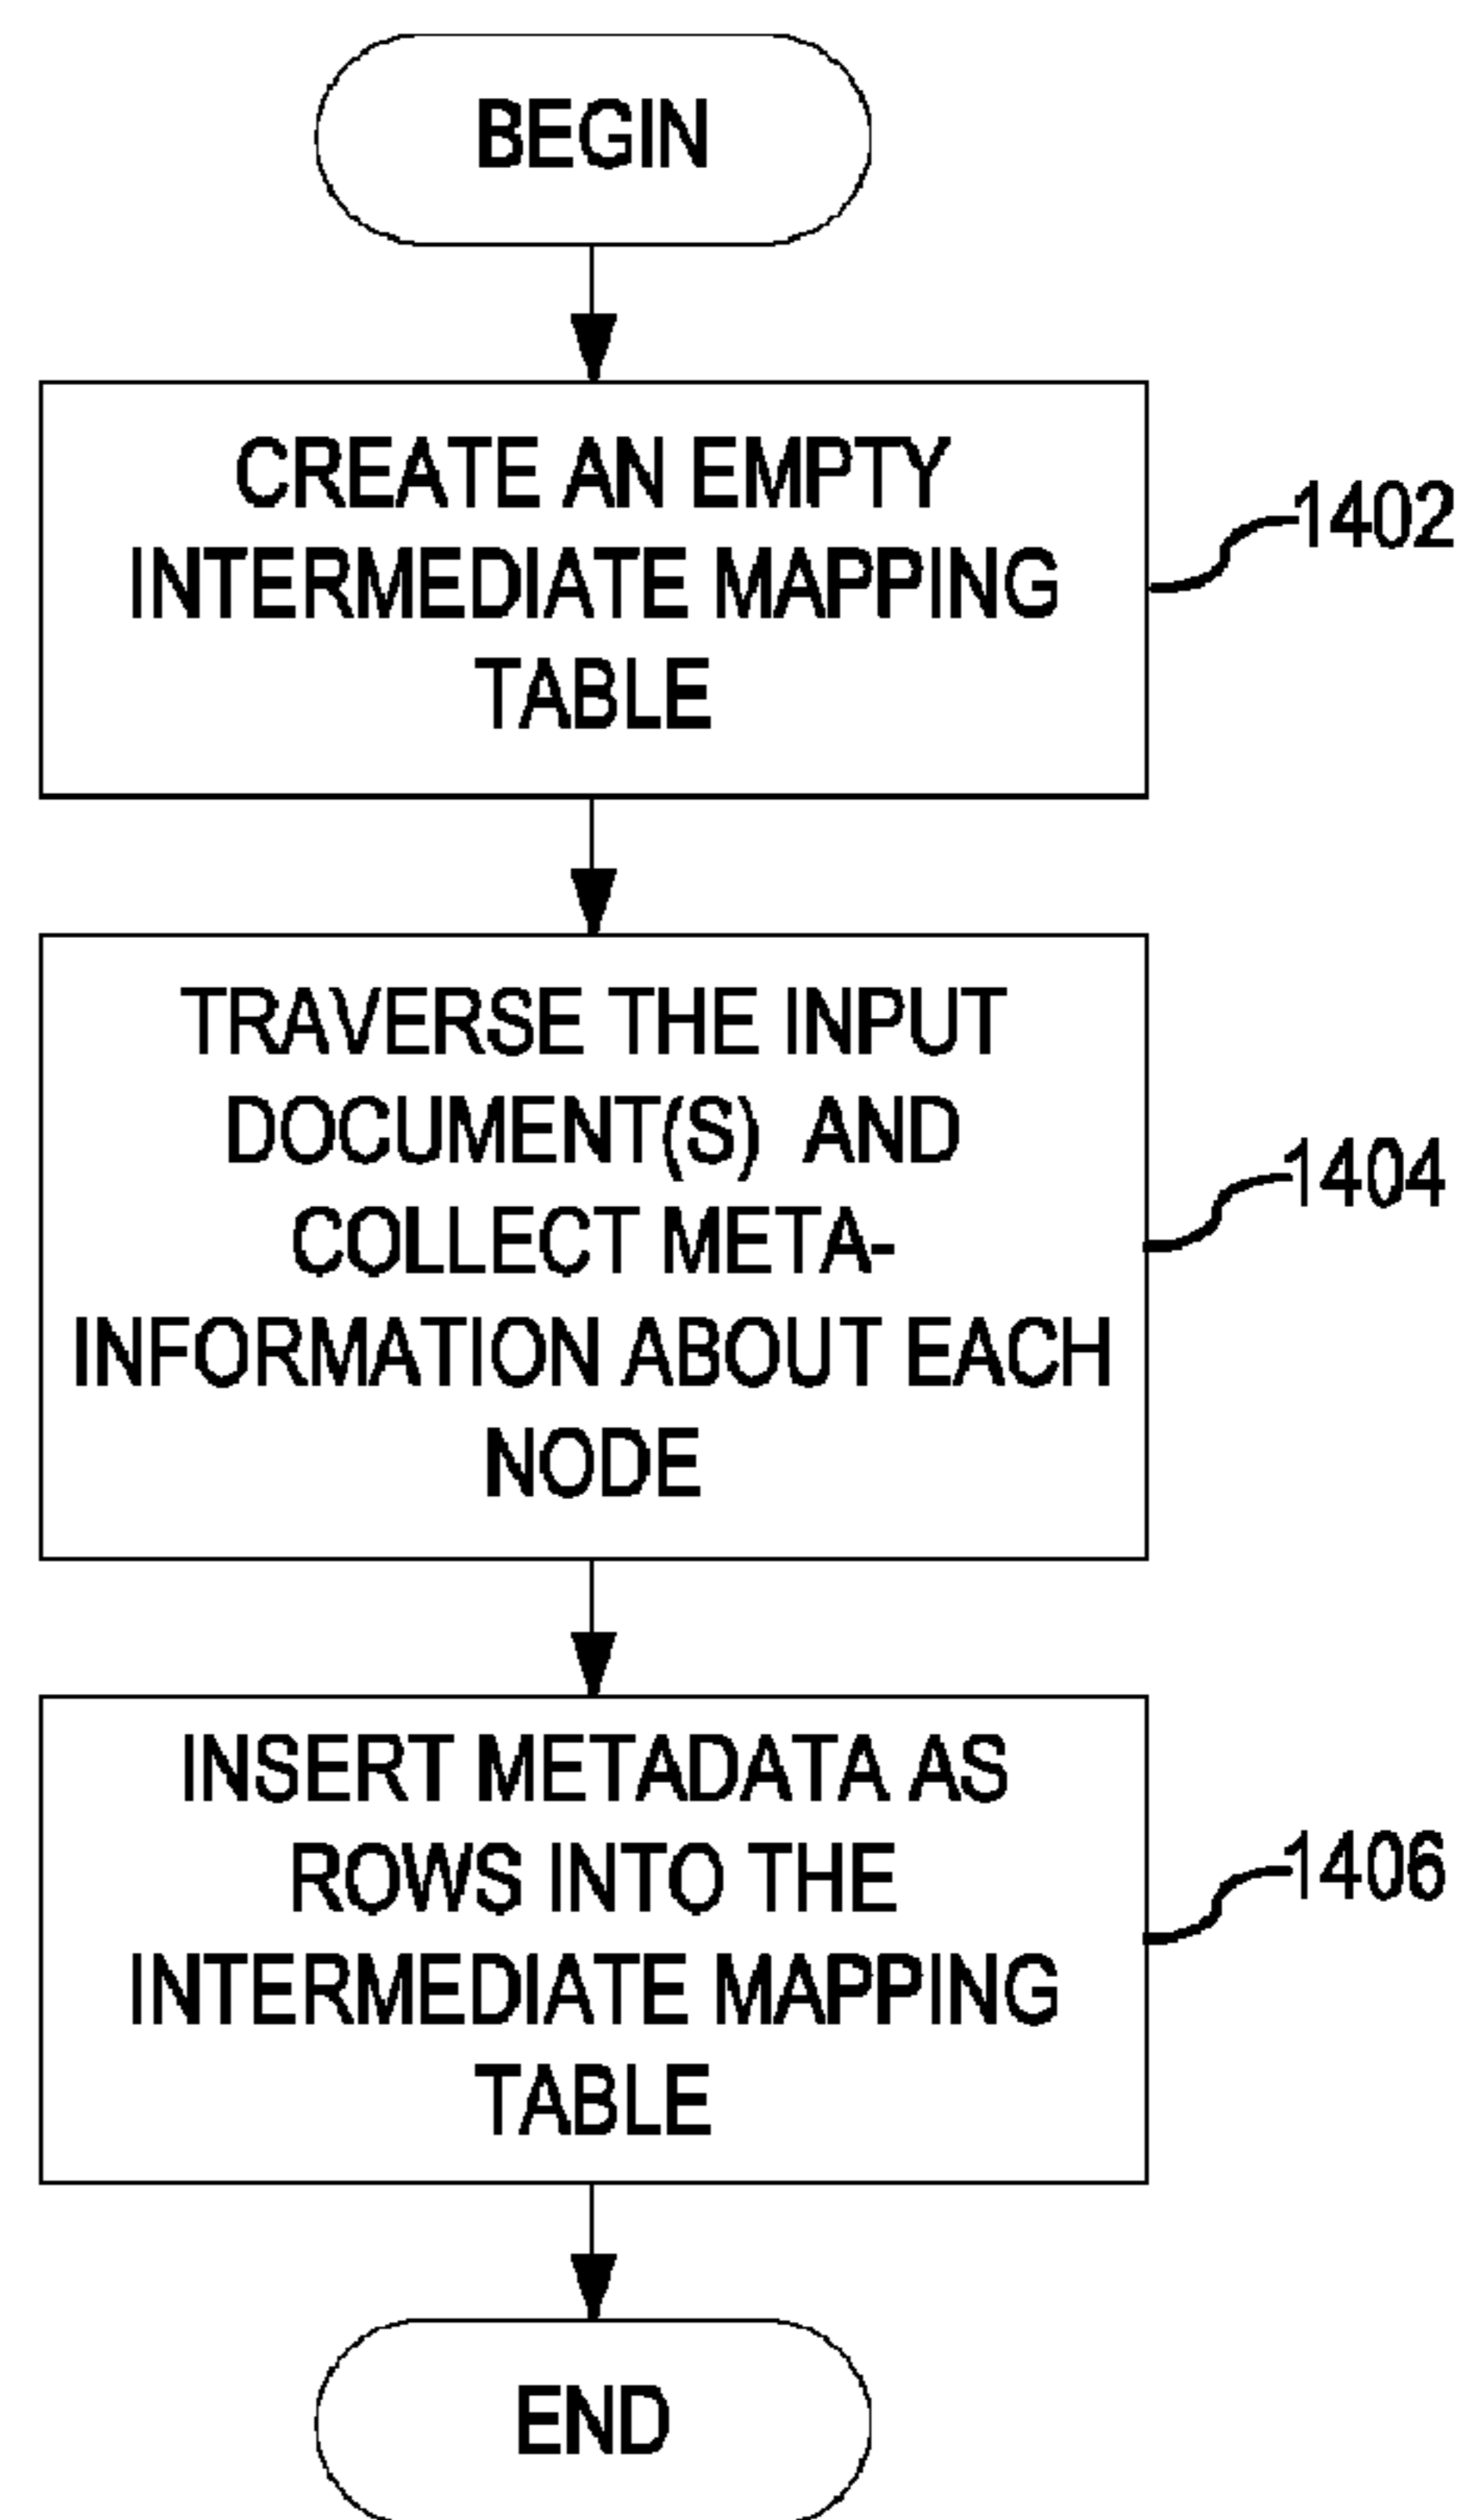 BEGIN
CREATE AN EMPTY
INTERMEDIATE MAPPING
TABLE
1402
TRAVERSE THE INPUT
DOCUMENT(S) AND
COLLECT META-
INFORMATION ABOUT EACH
NODE
1404
INSERT METADATA AS
ROWS INTO THE
INTERMEDIATE MAPPING
TABLE
1406
END